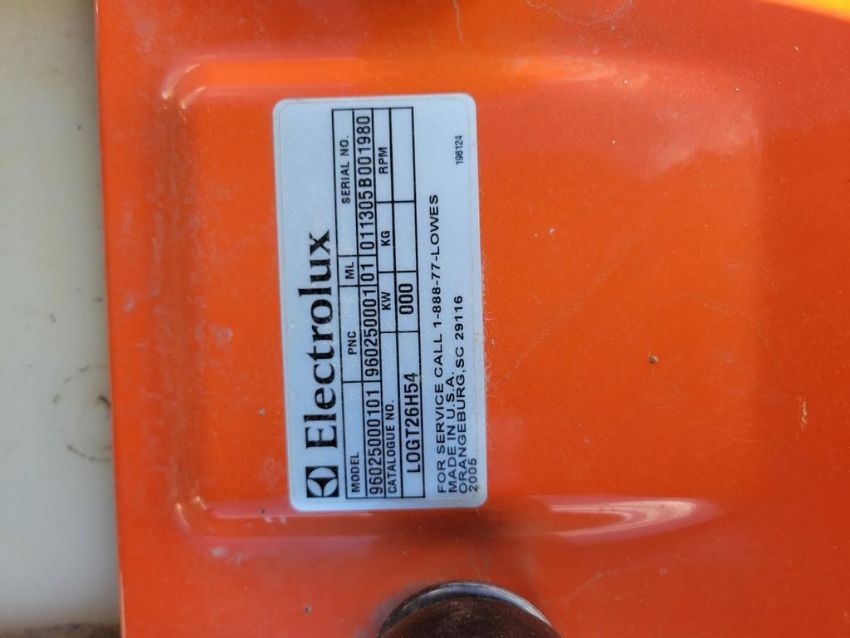 Electrolux
MODEL PNC ML SERIAL NO.
96025000101 960250001 01 011305B001980
CATALOGUE NO. KW KG RPM
LOGT26H54 000
FOR SERVICE CALL 1-888-77-LOWES
MADE IN U.S.A.
ORANGEBURG,SC 29116
2005 196124